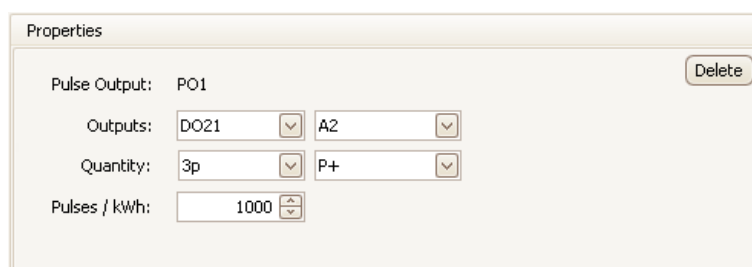 Properties
Delete
Pulse Output: PO1
Outputs: DO21 A2
Quantity: 3p P+
Pulses / kWh: 1000